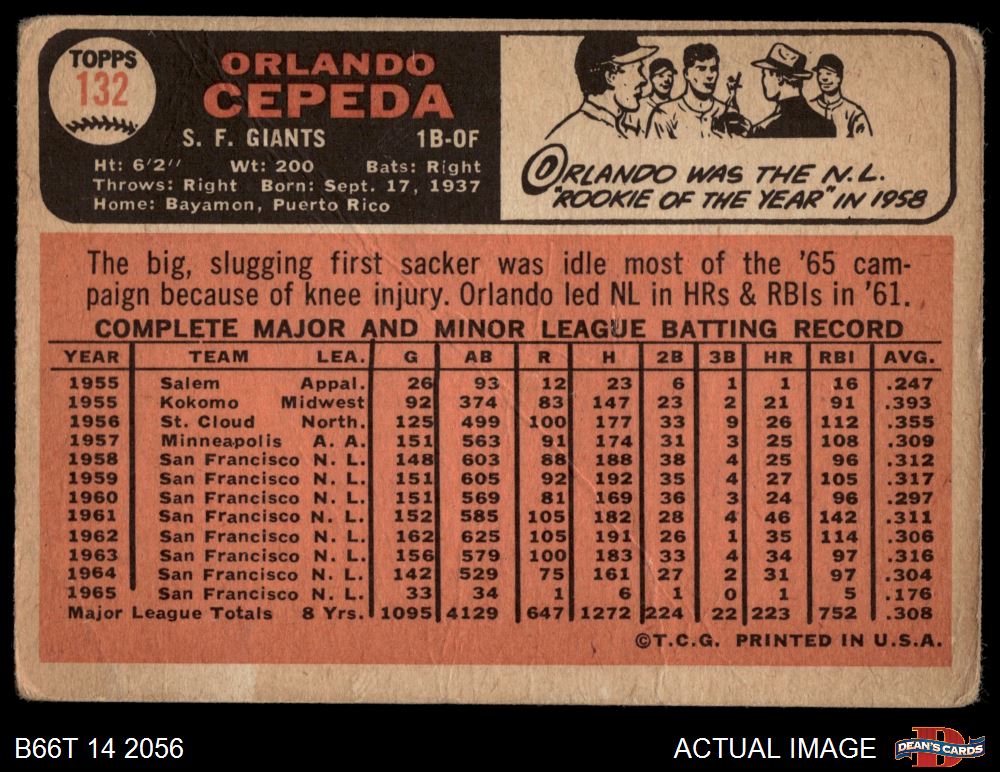 TOPPS
132
ORLANDO
CEPEDA
S. F. GIANTS 1B-OF
Ht: 6'2'' Wt: 200 Bats: Right
Throws: Right Born: Sept. 17, 1937
Home: Bayamon, Puerto Rico
ORLANDO WAS THE N.L.
"ROOKIE OF THE YEAR" IN 1958
The big, slugging first sacker was idle most of the '65 cam-
paign because of knee injury. Orlando led NL in HRs & RBIs in '61.
COMPLETE MAJOR AND MINOR LEAGUE BATTING RECORD
YEAR TEAM LEA. G AB R H 2B 3B HR RBI AVG.
1955 Salem Appal. 26 93 12 23 6 1 1 16 .247
1955 Kokomo Midwest 92 374 83 147 23 2 21 91 .393
1956 St. Cloud North. 125 499 100 177 33 9 26 112 .355
1957 Minneapolis A. A. 151 563 91 174 31 3 25 108 .309
1958 San Francisco N. L. 148 603 88 188 38 4 25 96 .312
1959 San Francisco N. L. 151 605 92 192 35 4 27 105 .317
1960 San Francisco N. L. 151 569 81 169 36 3 24 96 .297
1961 San Francisco N. L. 152 585 105 182 28 4 46 142 .311
1962 San Francisco N. L. 162 625 105 191 26 1 35 114 .306
1963 San Francisco N. L. 156 579 100 183 33 4 34 97 .316
1964 San Francisco N. L. 142 529 75 161 27 2 31 97 .304
1965 San Francisco N. L. 33 34 1 6 1 0 1 5 .176
Major League Totals 8 Yrs. 1095 4129 647 1272 224 22 223 752 .308
©T.C.G. PRINTED IN U.S.A.
B66T 14 2056 ACTUAL IMAGE
D
DEAN'S CARDS